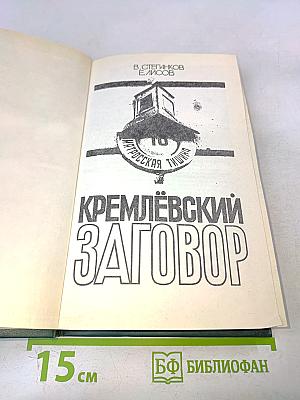 В. СТЕПАНКОВ
Е. ЛИСОВ
16
МАТРОССКАЯ ТИШИНА
КРЕМЛЁВСКИЙ
ЗАГОВОР
15 см
БФ БИБЛИОФАН